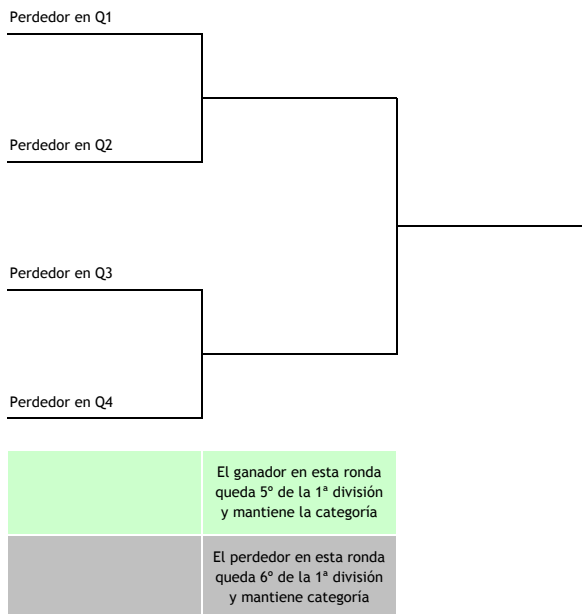 Perdedor en Q1
Perdedor en Q2
Perdedor en Q3
Perdedor en Q4
El ganador en esta ronda
queda 5º de la 1ª división
y mantiene la categoría
El perdedor en esta ronda
queda 6º de la 1ª división
y mantiene categoría